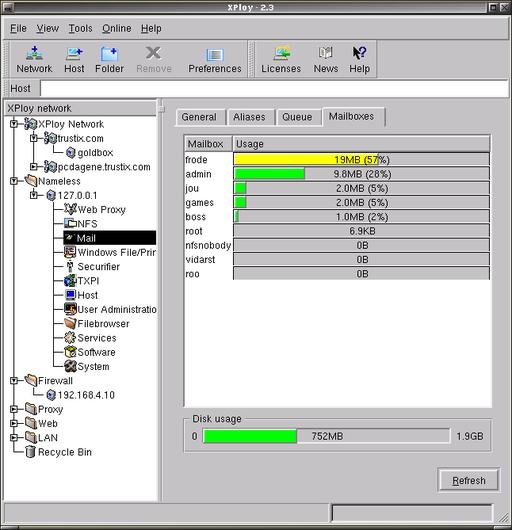 XPloy - 2.3
File View Tools Online Help
Network Host Folder Remove Preferences Licenses News Help
Host
XPloy network
XPloy Network
trustix.com
goldbox
pcdagene.trustix.com
Nameless
127.0.0.1
Web Proxy
NFS
Mail
Windows File/Prin
Securifier
TXPI
Host
User Administratio
Filebrowser
Services
Software
System
Firewall
192.168.4.10
Proxy
Web
LAN
Recycle Bin
General Aliases Queue Mailboxes
Mailbox Usage
frode 19MB (57%)
admin 9.8MB (28%)
jou 2.0MB (5%)
games 2.0MB (5%)
boss 1.0MB (2%)
root 6.9KB
nfsnobody 0B
vidarst 0B
roo 0B
Disk usage
0 752MB 1.9GB
Refresh